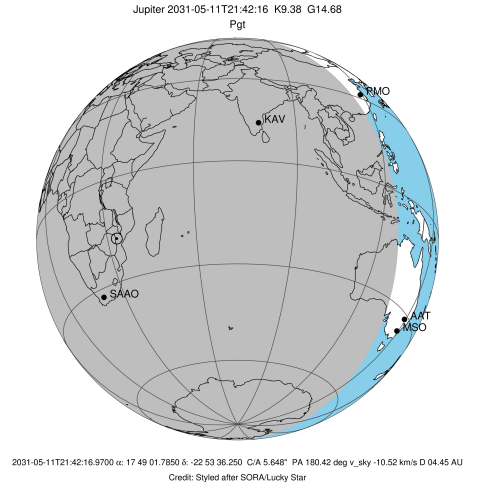 Jupiter 2031-05-11T21:42:16 K9.38 G14.68
Pgt
PMO
KAV
SAAO
AAT
MSO
2031-05-11T21:42:16.9700 α: 17 49 01.7850 δ: -22 53 36.250 C/A 5.648" PA 180.42 deg v_sky -10.52 km/s D 04.45 AU
Credit: Styled after SORA/Lucky Star